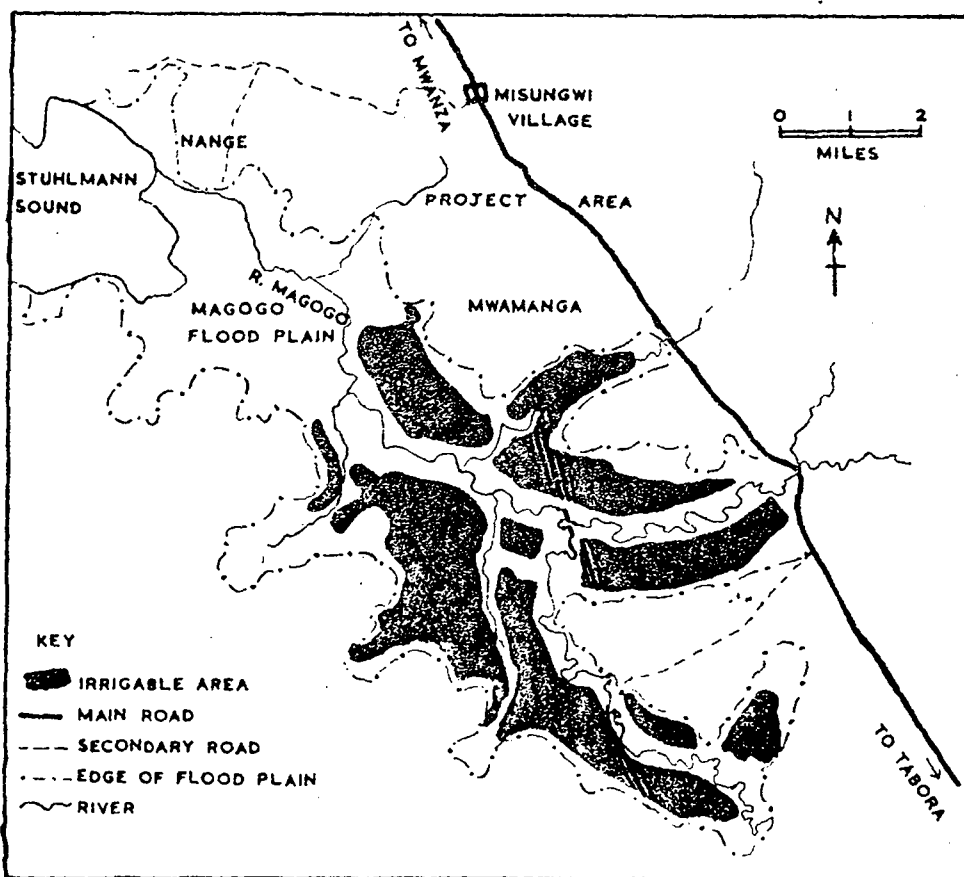 TO MWANZA
MISUNGWI
VILLAGE
0 1 2
MILES
NANGE
STUHLMANN
SOUND
PROJECT AREA
N
R. MAGOGO
MAGOGO
FLOOD PLAIN
MWAMANGA
KEY
IRRIGABLE AREA
MAIN ROAD
SECONDARY ROAD
EDGE OF FLOOD PLAIN
RIVER
TO TABORA